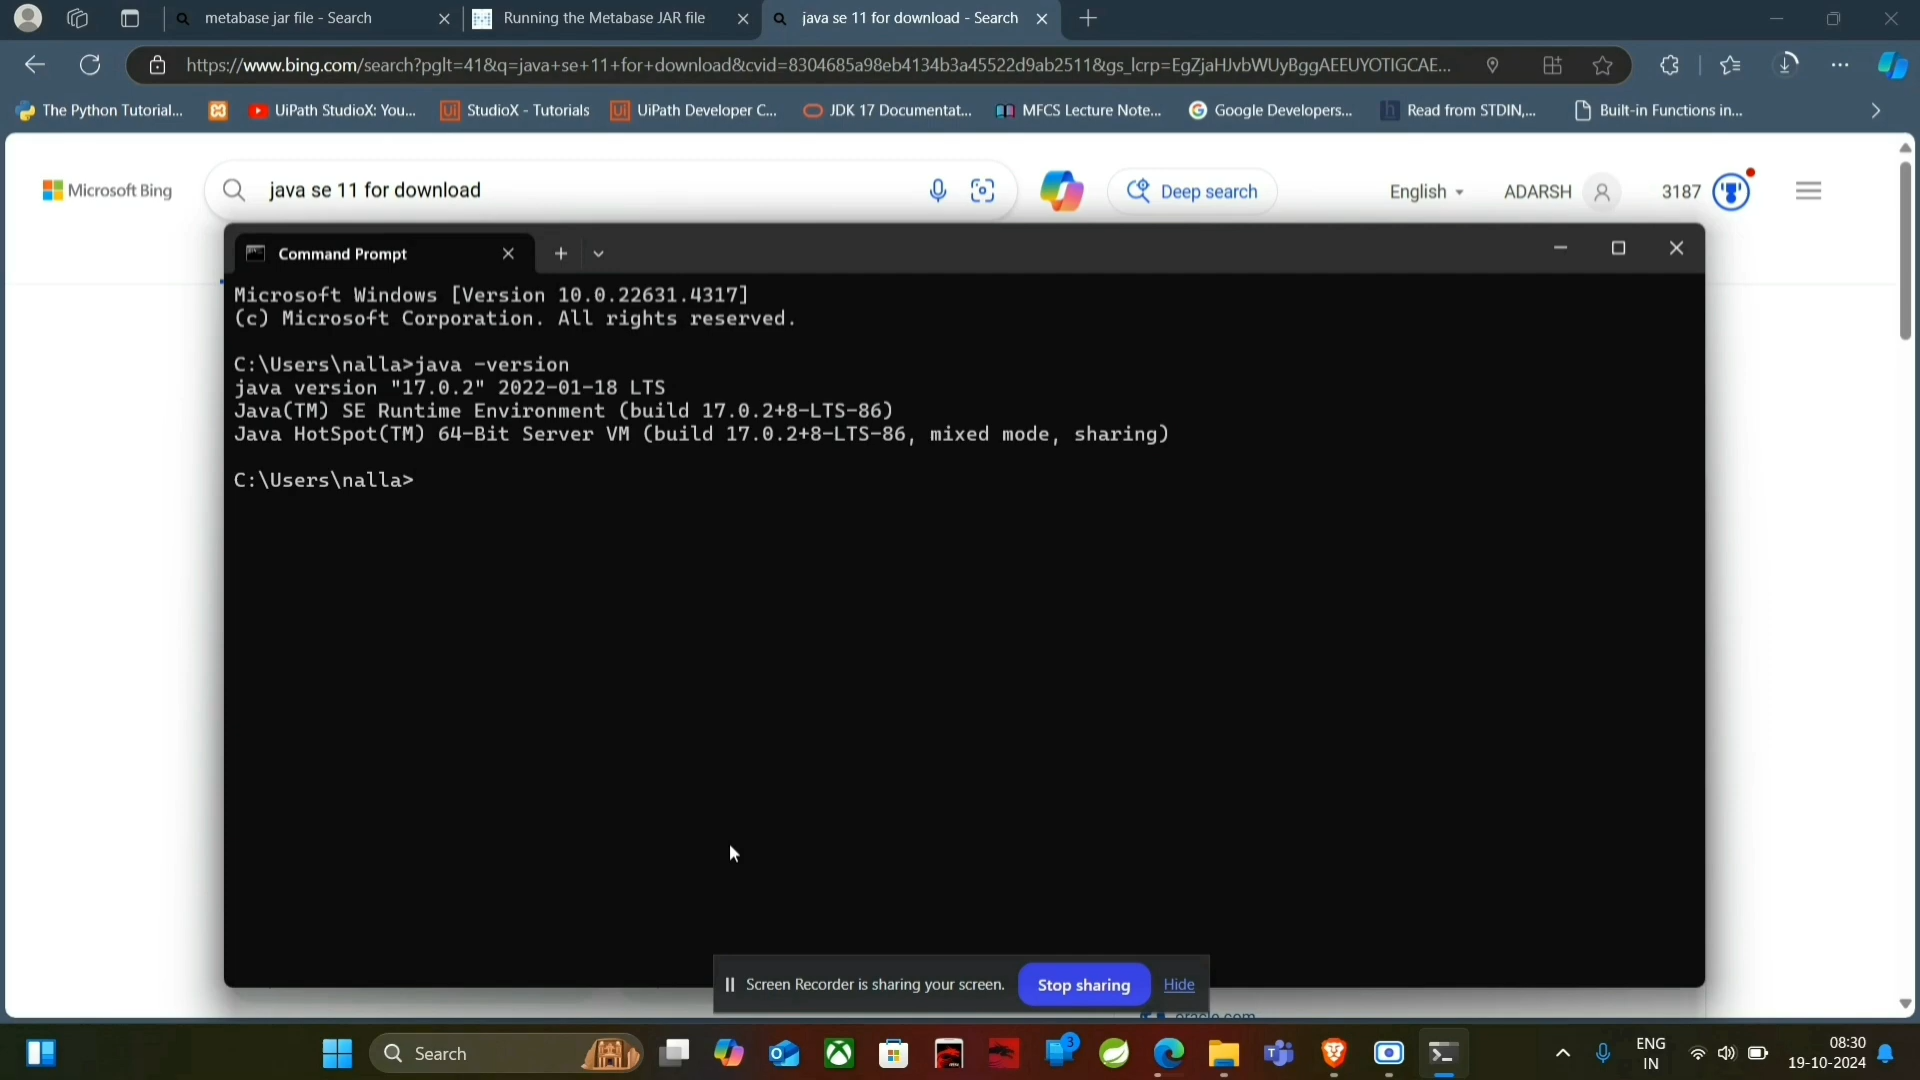 metabase jar file - Search
Running the Metabase JAR file
java se 11 for download - Search
https://www.bing.com/search?pglt=41&q=java+se+11+for+download&cvid=8304685a98eb4134b3a45522d9ab2511&gs_lcrp=EgZjaHJvbWUyBggAEEUYOTIGCAE...
The Python Tutorial...
UiPath StudioX: You...
StudioX - Tutorials
UiPath Developer C...
JDK 17 Documentat...
MFCS Lecture Note...
Google Developers...
Read from STDIN,...
Built-in Functions in...
Microsoft Bing
java se 11 for download
Deep search
English
ADARSH
3187
Command Prompt
Microsoft Windows [Version 10.0.22631.4317]
(c) Microsoft Corporation. All rights reserved.
C:\Users\nalla>java -version
java version "17.0.2" 2022-01-18 LTS
Java(TM) SE Runtime Environment (build 17.0.2+8-LTS-86)
Java HotSpot(TM) 64-Bit Server VM (build 17.0.2+8-LTS-86, mixed mode, sharing)
C:\Users\nalla>
Screen Recorder is sharing your screen.
Stop sharing
Hide
oracle.com
Search
3
ENG
IN
08:30
19-10-2024